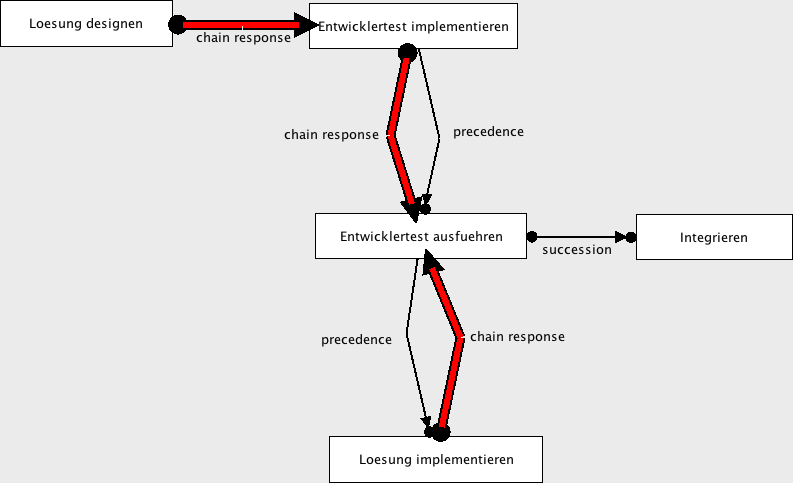 Loesung designen
chain response
Entwicklertest implementieren
chain response
precedence
Entwicklertest ausfuehren
succession
Integrieren
precedence
chain response
Loesung implementieren